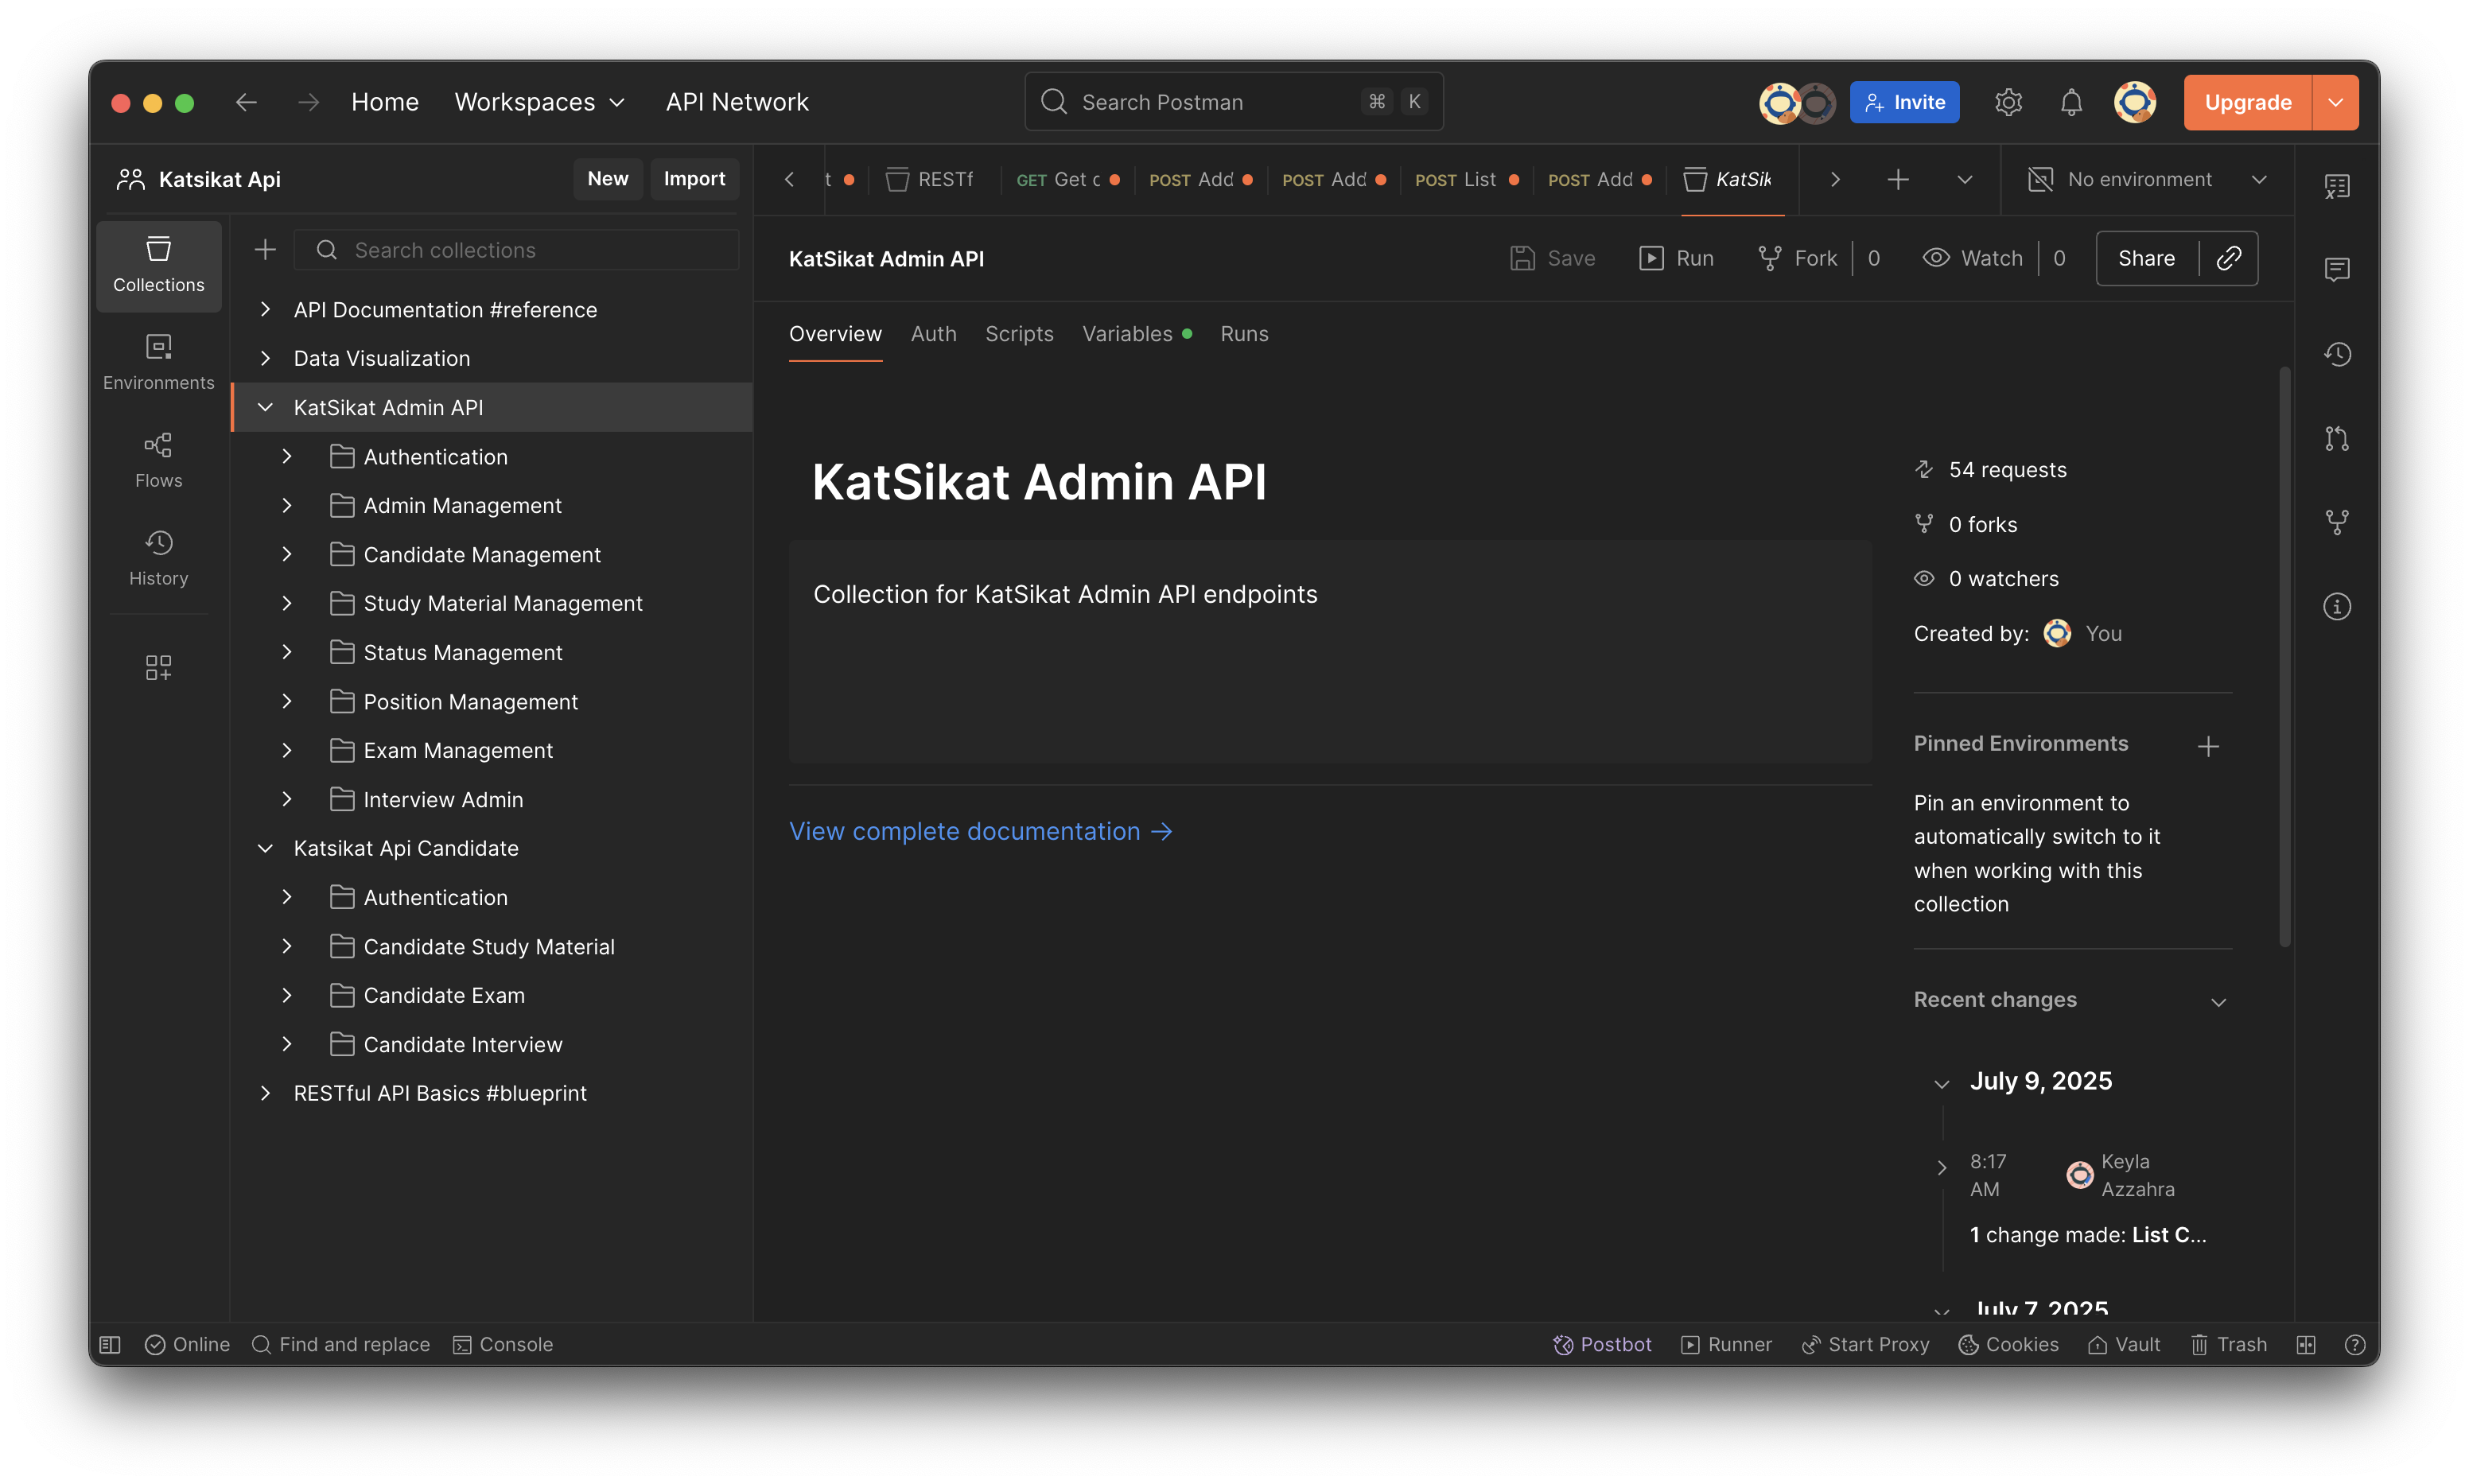 Home Workspaces API Network
Search Postman ⌘ K
Invite
Upgrade
Katsikat Api
New Import
RESTf
GET Get
POST Add
POST Add
POST List
POST Add
KatSik
No environment
Collections
Environments
Flows
History
Search collections
API Documentation #reference
Data Visualization
KatSikat Admin API
Authentication
Admin Management
Candidate Management
Study Material Management
Status Management
Position Management
Exam Management
Interview Admin
Katsikat Api Candidate
Authentication
Candidate Study Material
Candidate Exam
Candidate Interview
RESTful API Basics #blueprint
KatSikat Admin API
Save Run Fork 0 Watch 0 Share
Overview Auth Scripts Variables Runs
KatSikat Admin API
Collection for KatSikat Admin API endpoints
View complete documentation →
54 requests
0 forks
0 watchers
Created by: You
Pinned Environments
Pin an environment to
automatically switch to it
when working with this
collection
Recent changes
July 9, 2025
8:17
AM
Keyla
Azzahra
1 change made: List C...
July 7, 2025
Online Find and replace Console
Postbot Runner Start Proxy Cookies Vault Trash